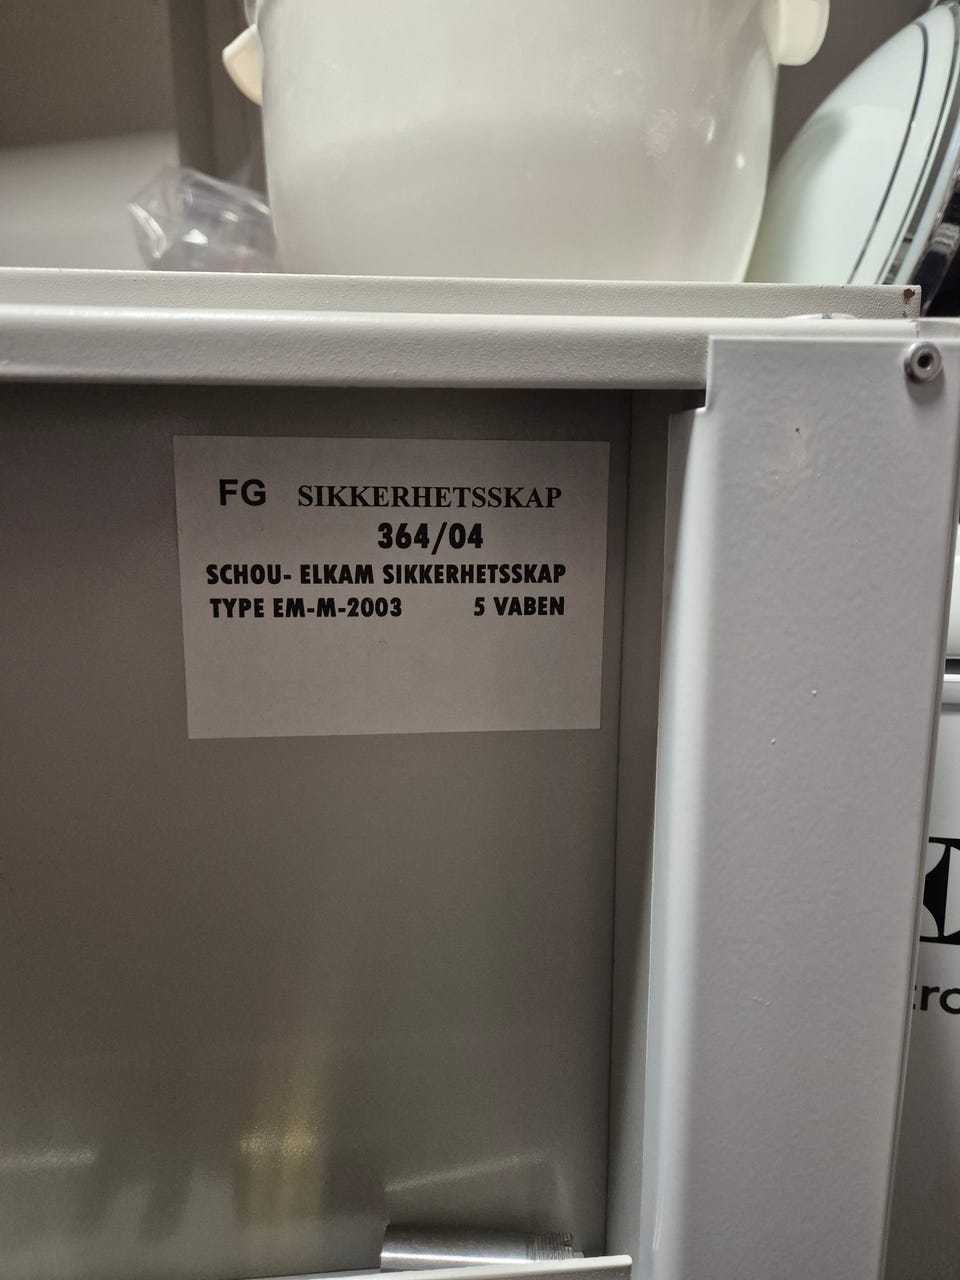 FG SIKKERHETSSKAP
364/04
SCHOU- ELKAM SIKKERHETSSKAP
TYPE EM-M-2003 5 VABEN